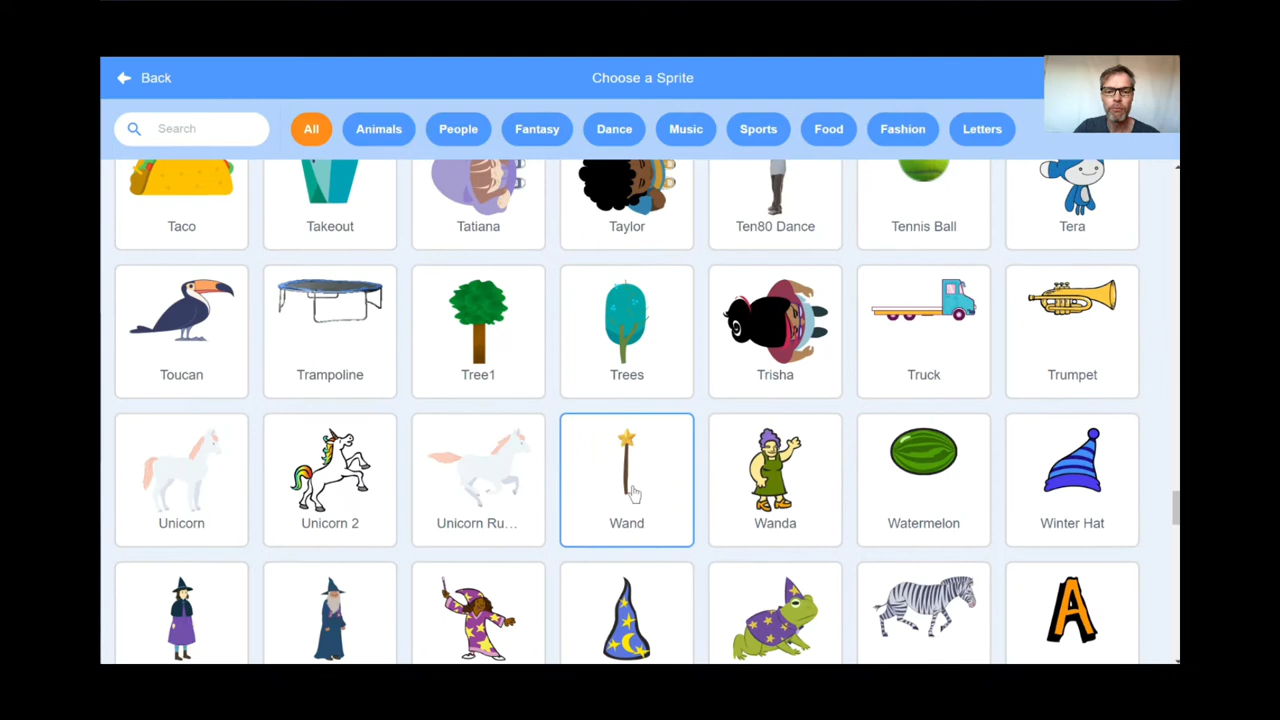 Back
Choose a Sprite
Search
All
Animals
People
Fantasy
Dance
Music
Sports
Food
Fashion
Letters
Taco
Takeout
Tatiana
Taylor
Ten80 Dance
Tennis Ball
Tera
Toucan
Trampoline
Tree1
Trees
Trisha
Truck
Trumpet
Unicorn
Unicorn 2
Unicorn Ru...
Wand
Wanda
Watermelon
Winter Hat
A